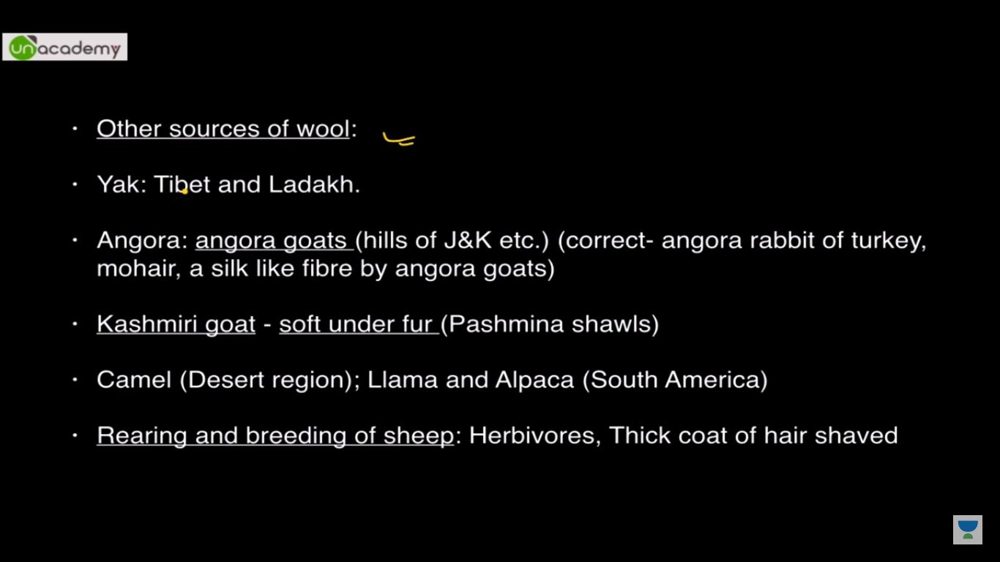 unacademy
• Other sources of wool:
• Yak: Tibet and Ladakh.
• Angora: angora goats (hills of J&K etc.) (correct- angora rabbit of turkey,
mohair, a silk like fibre by angora goats)
• Kashmiri goat - soft under fur (Pashmina shawls)
• Camel (Desert region); Llama and Alpaca (South America)
• Rearing and breeding of sheep: Herbivores, Thick coat of hair shaved